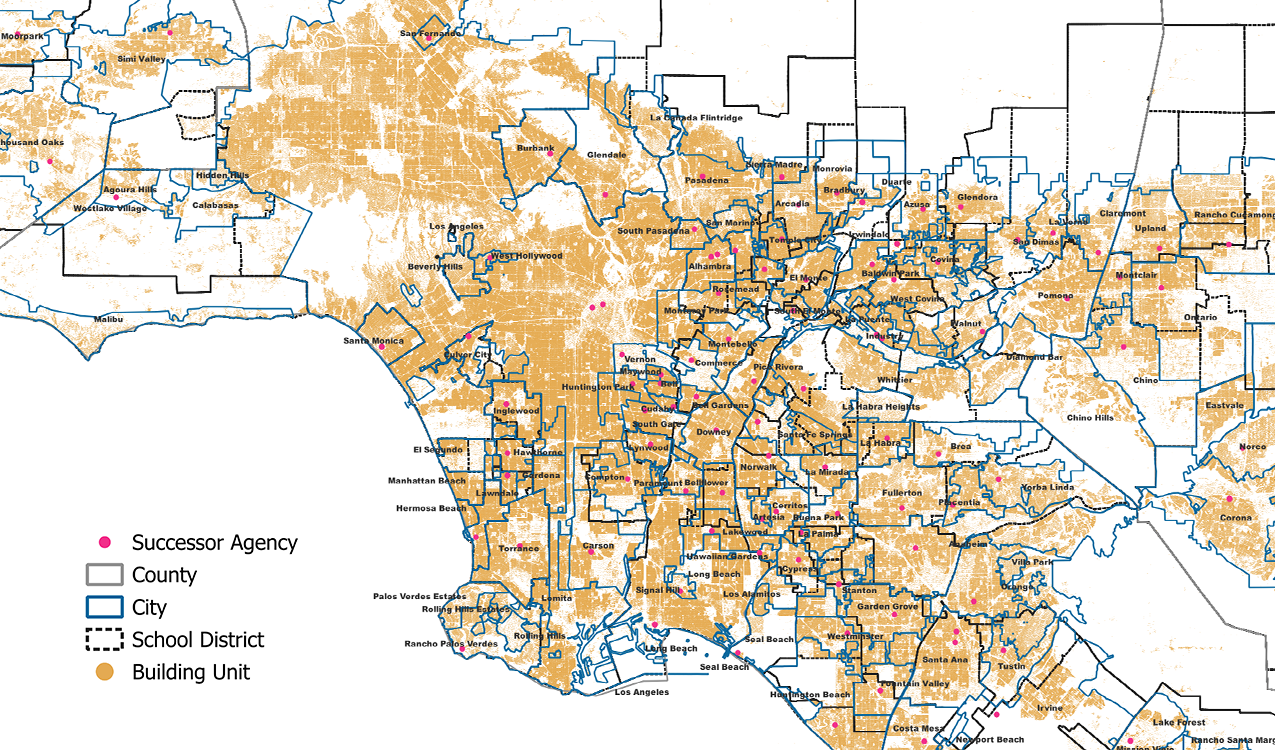 San Fernando
Moorpark
Simi Valley
La Canada Flintridge
housand Oaks
Burbank
Glendale
Sierra Madre
Monrovia
Hidden Hills
Pasadena
Duarte
Agoura Hills
Bradbury
Glendora
Westlake Village
Calabasas
Arcadia
Azusa
Claremont
Rancho Cucamong
Los Angeles
South Pasadena
San Marino
La Verne
Upland
Irwindale
Temple City
San Dimas
West Hollywood
Covina
Beverly Hills
Alhambra
Baldwin Park
Montclair
El Monte
Rosemead
Pomona
West Covina
Malibu
Monterey Park
South El Monte
La Puente
Ontario
Walnut
Santa Monica
Industry
Montebello
Culver City
Vernon
Commerce
Diamond Bar
Maywood
Pico Rivera
Huntington Park
Bell
Whittier
Chino
Inglewood
Cudahy
Bell Gardens
La Habra Heights
Eastvale
Chino Hills
South Gate
Downey
Santa Fe Springs
El Segundo
Hawthorne
Lynwood
La Habra
Brea
Norco
Norwalk
La Mirada
Manhattan Beach
Gardena
Compton
Paramount
Bellflower
Yorba Linda
Lawndale
Fullerton
Placentia
Hermosa Beach
Cerritos
Artesia
Buena Park
Corona
Lakewood
La Palma
Torrance
Carson
Anaheim
Hawaiian Gardens
Villa Park
Long Beach
Cypress
Orange
Signal Hill
Los Alamitos
Stanton
Palos Verdes Estates
Lomita
Garden Grove
Rolling Hills Estates
Rolling Hills
Seal Beach
Westminster
Rancho Palos Verdes
Long Beach
Santa Ana
Tustin
Seal Beach
Fountain Valley
Los Angeles
Huntington Beach
Irvine
Lake Forest
Costa Mesa
Newport Beach
Rancho Santa Marg
Mission Viejo
Successor Agency
County
City
School District
Building Unit